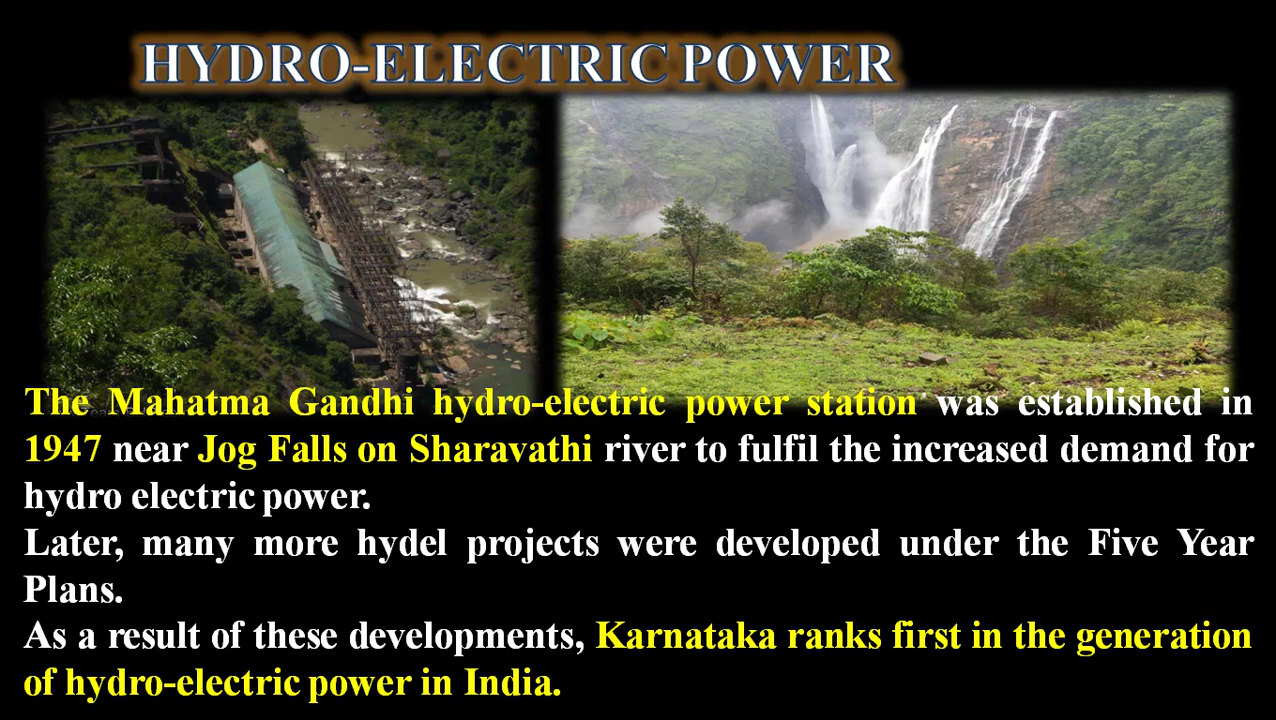 HYDRO-ELECTRIC POWER
The Mahatma Gandhi hydro-electric power station was established in
1947 near Jog Falls on Sharavathi river to fulfil the increased demand for
hydro electric power.
Later, many more hydel projects were developed under the Five Year
Plans.
As a result of these developments, Karnataka ranks first in the generation
of hydro-electric power in India.